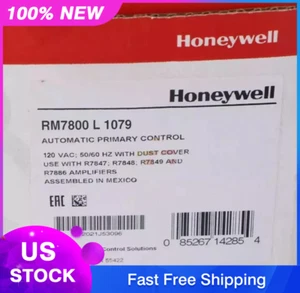 100% NEW
Honeywell
Honeywell
RM7800 L 1079
AUTOMATIC PRIMARY CONTROL
120 VAC; 50/60 HZ WITH DUST COVER
USE WITH R7847; R7848, R7849 AND
R7886 AMPLIFIERS
ASSEMBLED IN MEXICO
EAC
Control Solutions
55422
0 85267 14285 4
US
STOCK
Fast Free Shipping